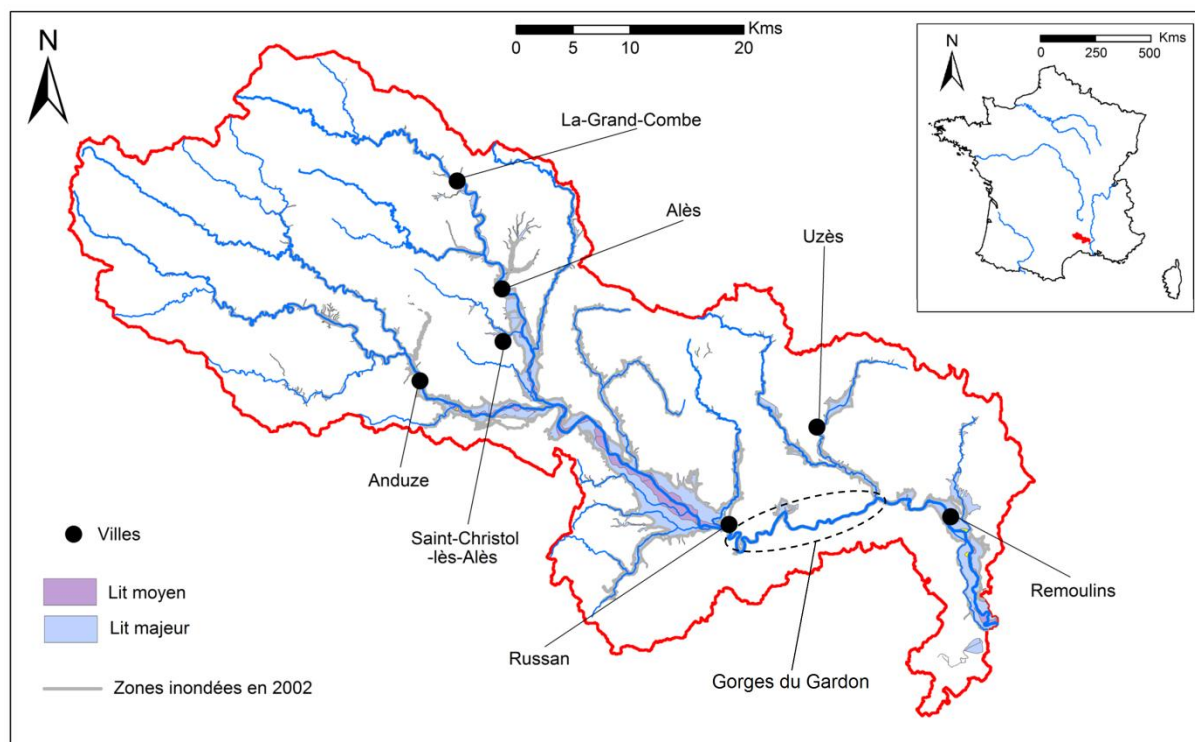 N
Kms
0 5 10 20
N
Kms
0 250 500
La-Grand-Combe
Alès
Uzès
Anduze
Saint-Christol
-lès-Alès
Remoulins
Russan
Gorges du Gardon
Villes
Lit moyen
Lit majeur
Zones inondées en 2002